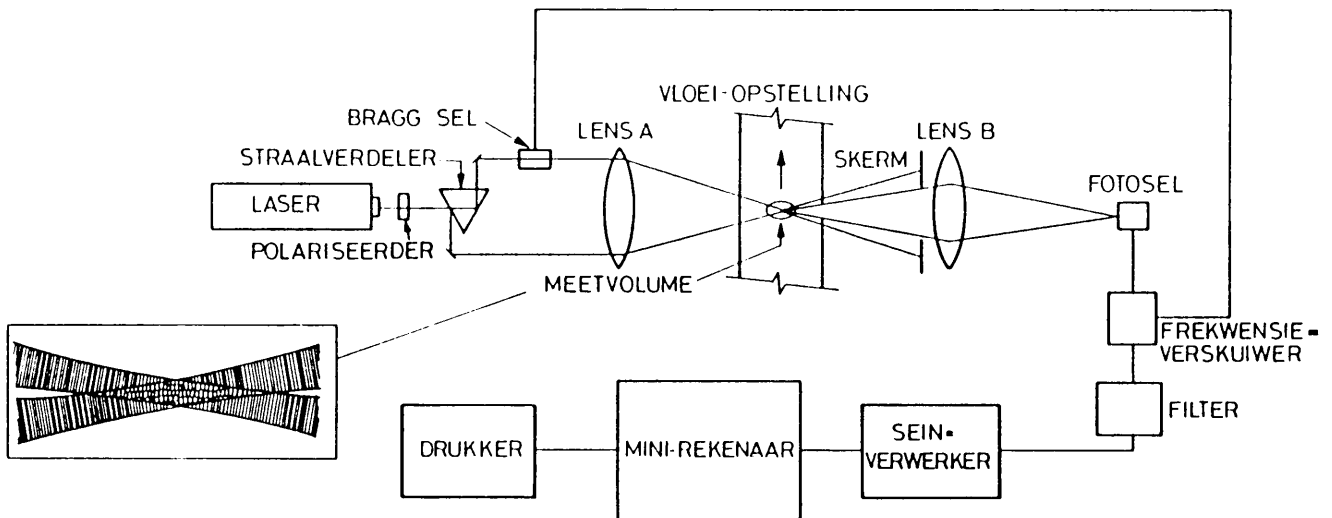 VLOEI-OPSTELLING
BRAGG SEL
LENS A
LENS B
STRAALVERDELER
SKERM
FOTOSEL
LASER
POLARISEERDER
MEETVOLUME
FREKWENSIE=
VERSKUIWER
FILTER
DRUKKER
MINI-REKENAAR
SEIN=
VERWERKER